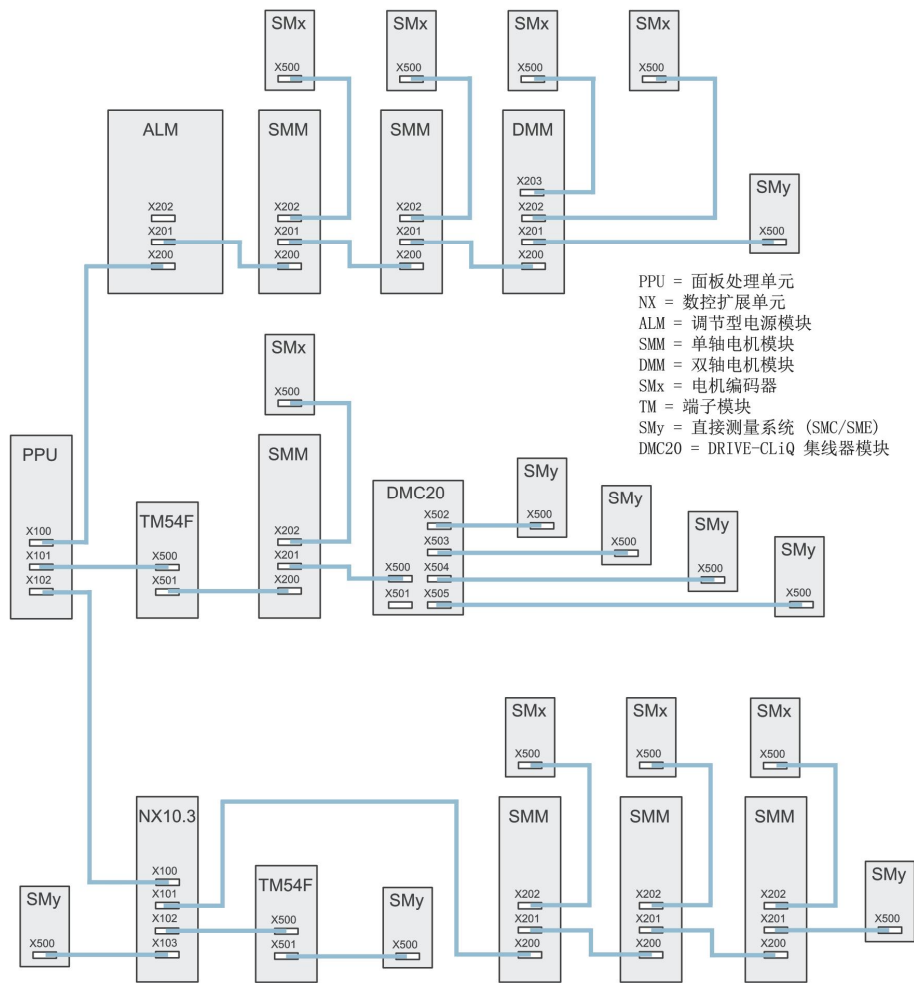 SMx
X500
SMx
X500
SMx
X500
SMx
X500
ALM
X202
X201
X200
SMM
X202
X201
X200
SMM
X202
X201
X200
DMM
X203
X202
X201
X200
SMy
X500
PPU = 面板处理单元
NX = 数控扩展单元
ALM = 调节型电源模块
SMM = 单轴电机模块
DMM = 双轴电机模块
SMx = 电机编码器
TM = 端子模块
SMy = 直接测量系统 (SMC/SME)
DMC20 = DRIVE-CLiQ 集线器模块
SMx
X500
PPU
X100
X101
X102
TM54F
X500
X501
SMM
X202
X201
X200
DMC20
X502
X503
X500
X504
X501
X505
SMy
X500
SMy
X500
SMy
X500
SMy
X500
SMx
X500
SMx
X500
SMx
X500
NX10.3
X100
X101
X102
X103
SMy
X500
TM54F
X500
X501
SMy
X500
SMM
X202
X201
X200
SMM
X202
X201
X200
SMM
X202
X201
X200
SMy
X500